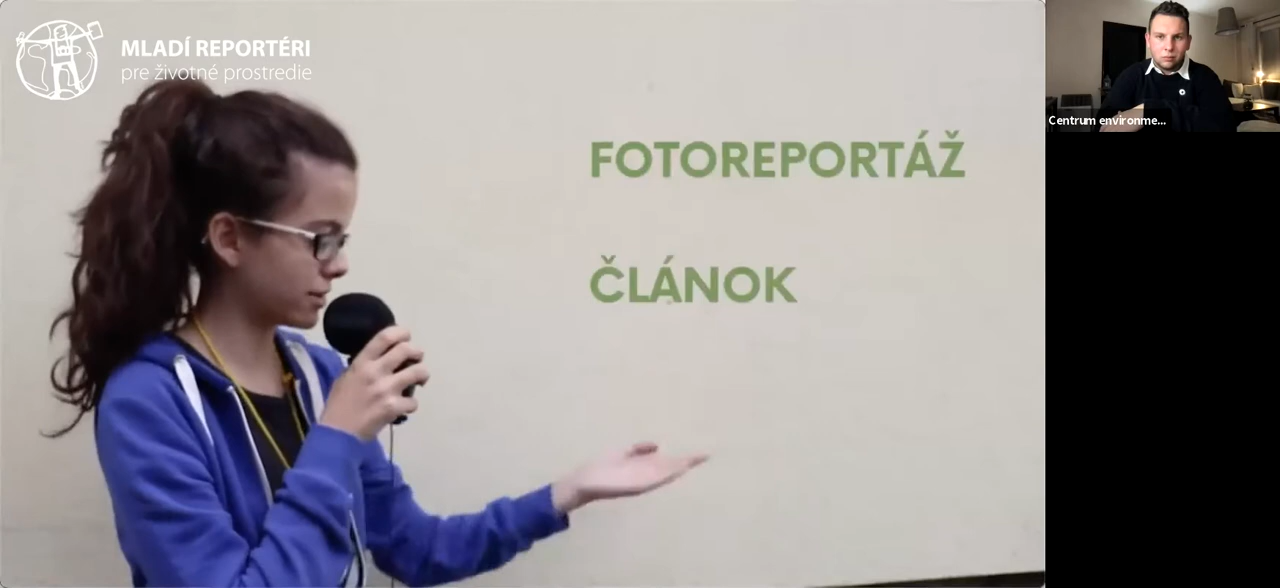 MLADÍ REPORTÉRI
pre životné prostredie
FOTOREPORTÁŽ
ČLÁNOK
Centrum environme...